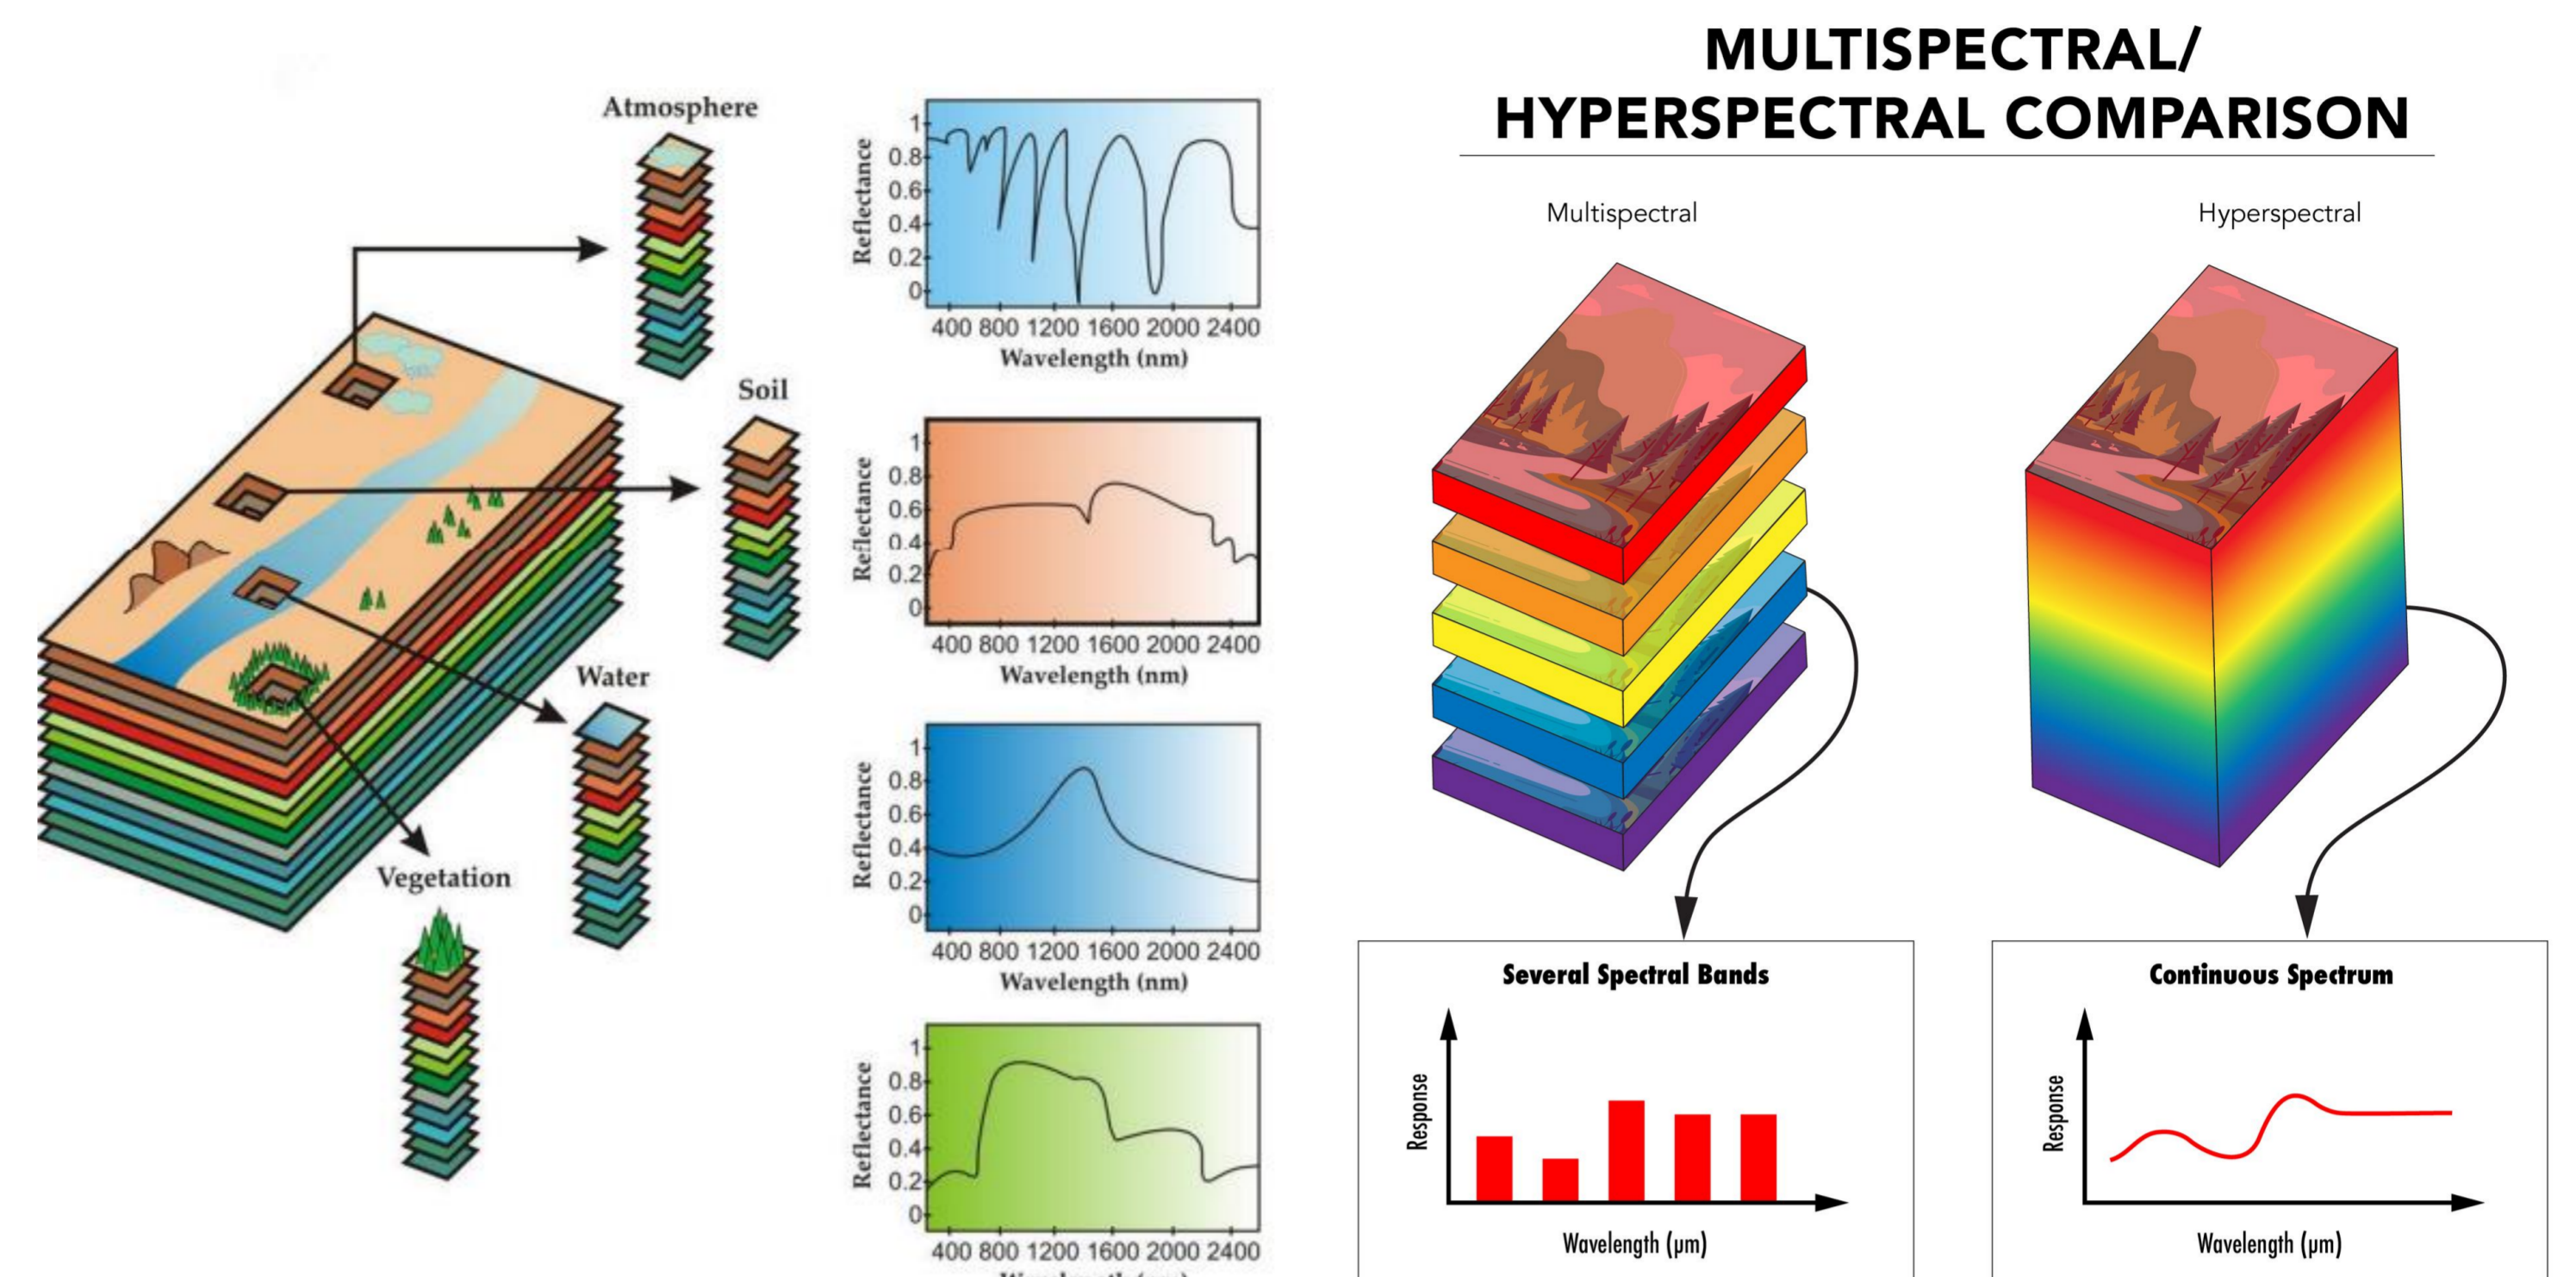 Atmosphere
Soil
Water
Vegetation
Reflectance
1
0.8
0.6
0.4
0.2
0
400 800 1200 1600 2000 2400
Wavelength (nm)
Reflectance
1
0.8
0.6
0.4
0.2
0
400 800 1200 1600 2000 2400
Wavelength (nm)
Reflectance
1
0.8
0.6
0.4
0.2
0
400 800 1200 1600 2000 2400
Wavelength (nm)
Reflectance
1
0.8
0.6
0.4
0.2
0
400 800 1200 1600 2000 2400
MULTISPECTRAL/
HYPERSPECTRAL COMPARISON
Multispectral
Hyperspectral
Several Spectral Bands
Response
Wavelength (μm)
Continuous Spectrum
Response
Wavelength (μm)